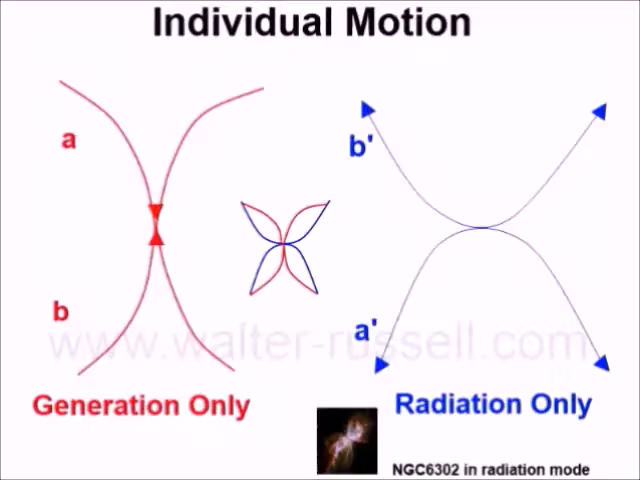 Individual Motion
a
b'
b
a'
www.walter-russell.com
Generation Only
Radiation Only
NGC6302 in radiation mode